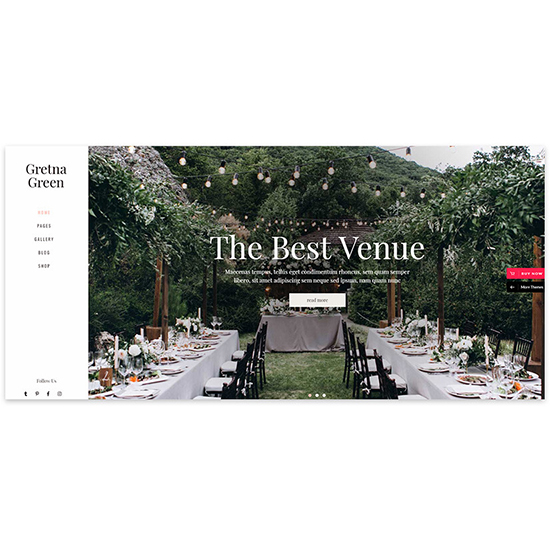 Gretna
Green
HOME
PAGES
GALLERY
BLOG
SHOP
Follow Us
The Best Venue
Maecenas tempus, tellus eget condimentum rhoncus, sem quam semper
libero, sit amet adipiscing sem neque sed ipsum, nam quam nunc
read more
BUY NOW
More Themes